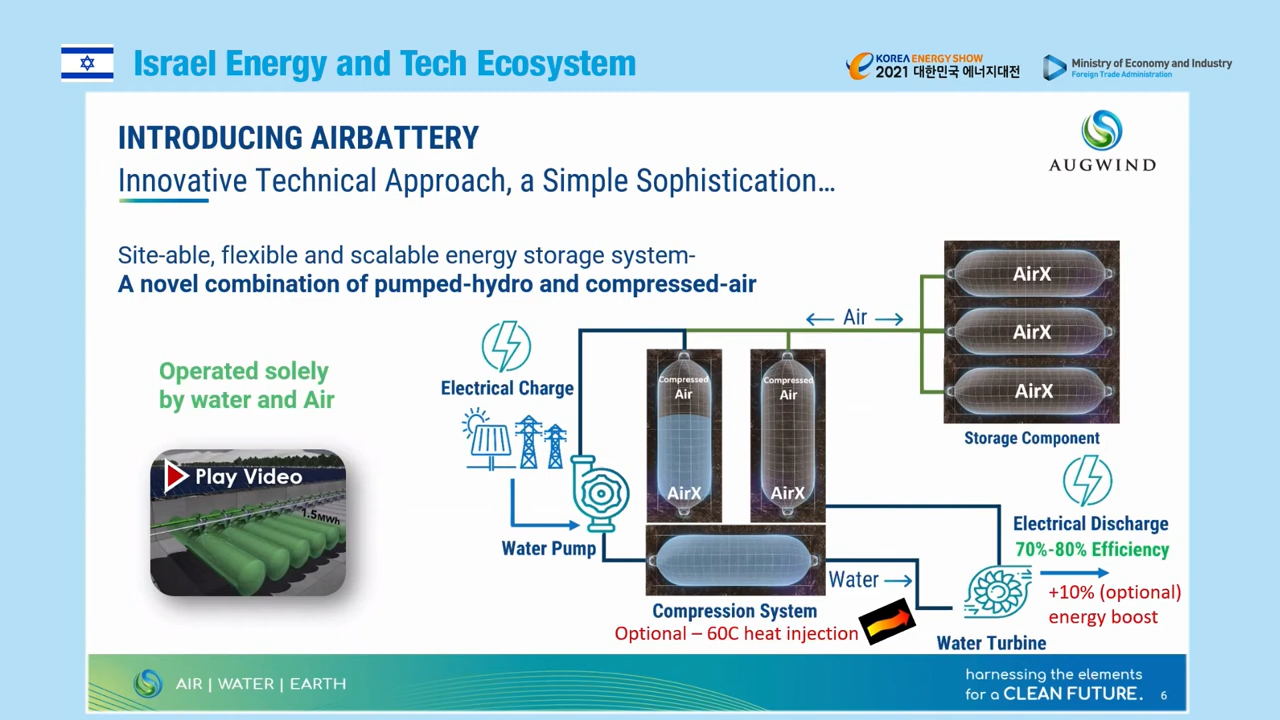 Israel Energy and Tech Ecosystem
KOREA ENERGY SHOW
2021 대한민국 에너지대전
Ministry of Economy and Industry
Foreign Trade Administration
INTRODUCING AIRBATTERY
Innovative Technical Approach, a Simple Sophistication...
AUGWIND
Site-able, flexible and scalable energy storage system-
A novel combination of pumped-hydro and compressed-air
Operated solely
by water and Air
Play Video
1.5MWh
Electrical Charge
Water Pump
Compressed
Air
AirX
Compressed
Air
AirX
Compression System
Optional – 60C heat injection
Air
AirX
AirX
AirX
Storage Component
Water
Electrical Discharge
70%-80% Efficiency
+10% (optional)
energy boost
Water Turbine
AIR | WATER | EARTH
harnessing the elements
for a CLEAN FUTURE.
6